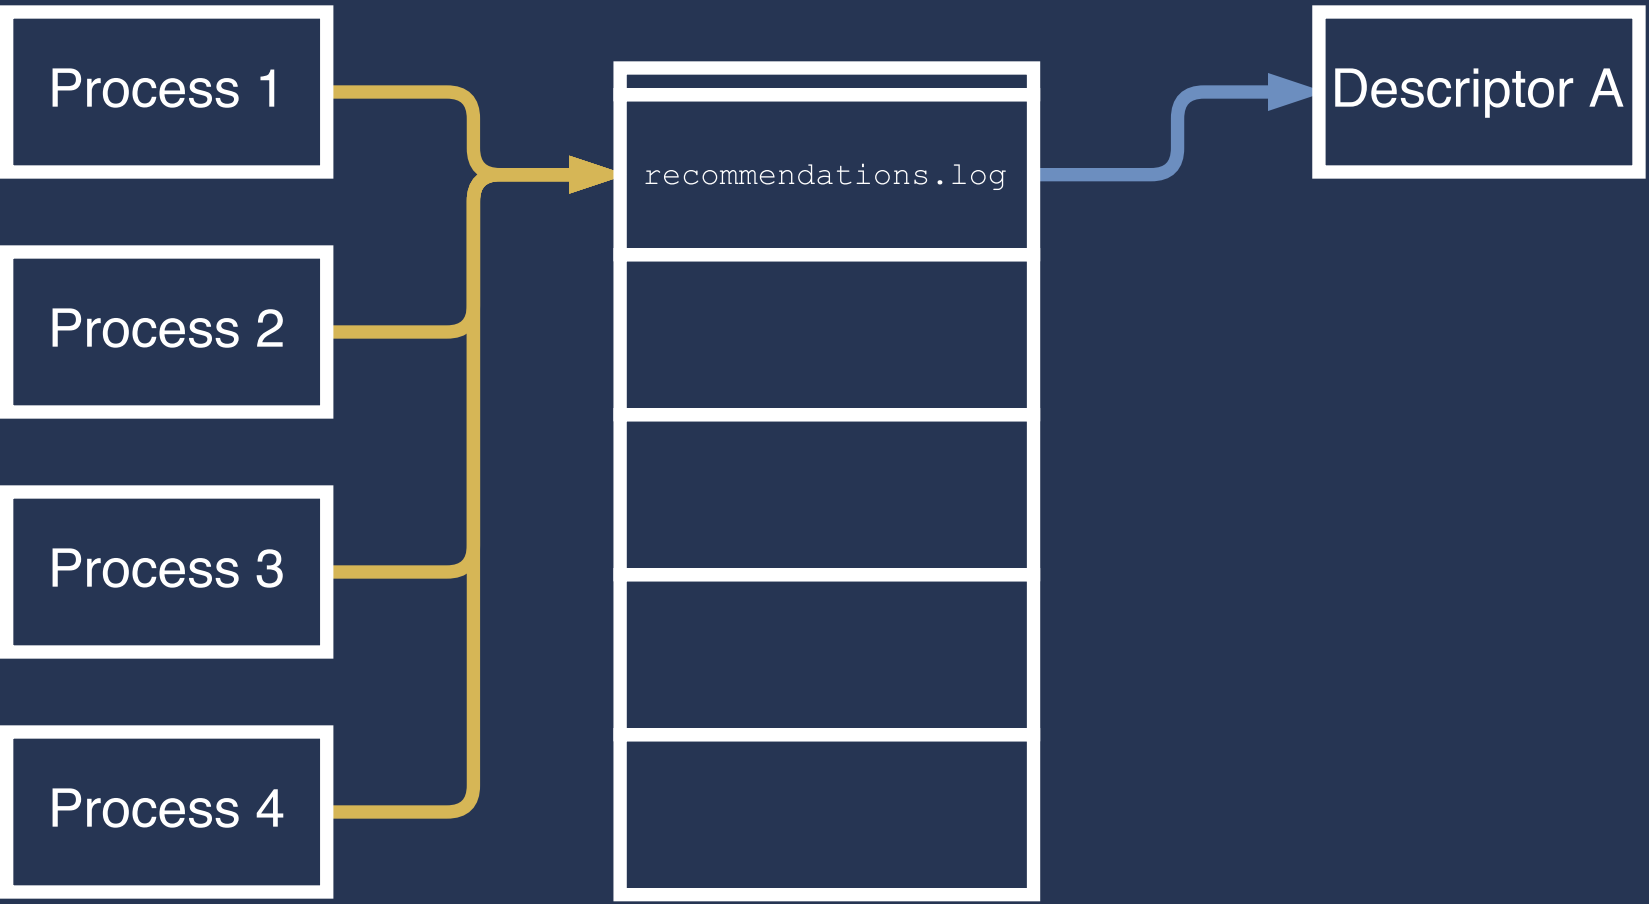 Process 1
Process 2
Process 3
Process 4
recommendations.log
Descriptor A